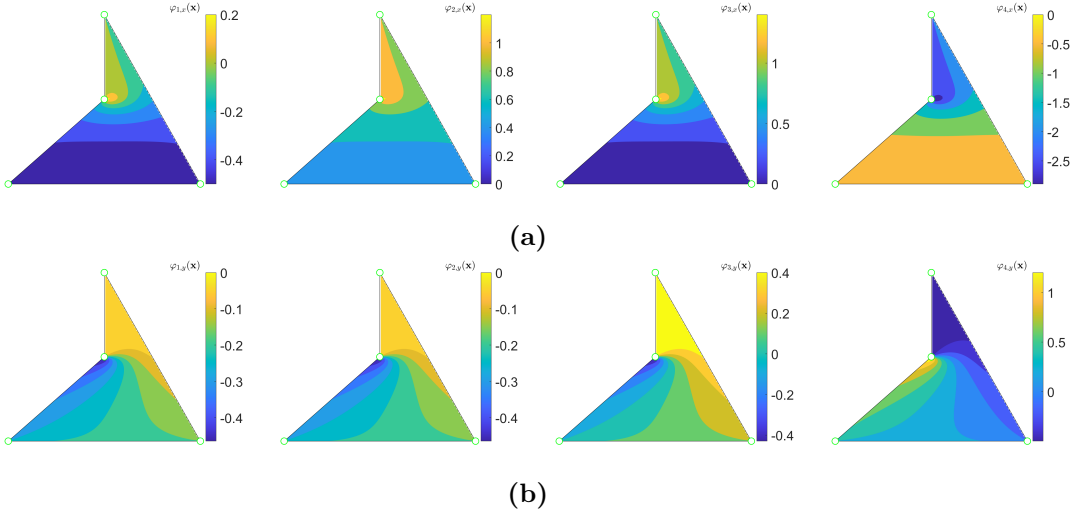 φ1,x(x) 0.2 0 -0.2 -0.4
φ2,x(x) 1 0.8 0.6 0.4 0.2 0
φ3,x(x) 1 0.5 0
φ4,x(x) 0 -0.5 -1 -1.5 -2 -2.5
(a)
φ1,y(x) 0 -0.1 -0.2 -0.3 -0.4
φ2,y(x) 0 -0.1 -0.2 -0.3 -0.4
φ3,y(x) 0.4 0.2 0 -0.2 -0.4
φ4,y(x) 1 0.5 0
(b)